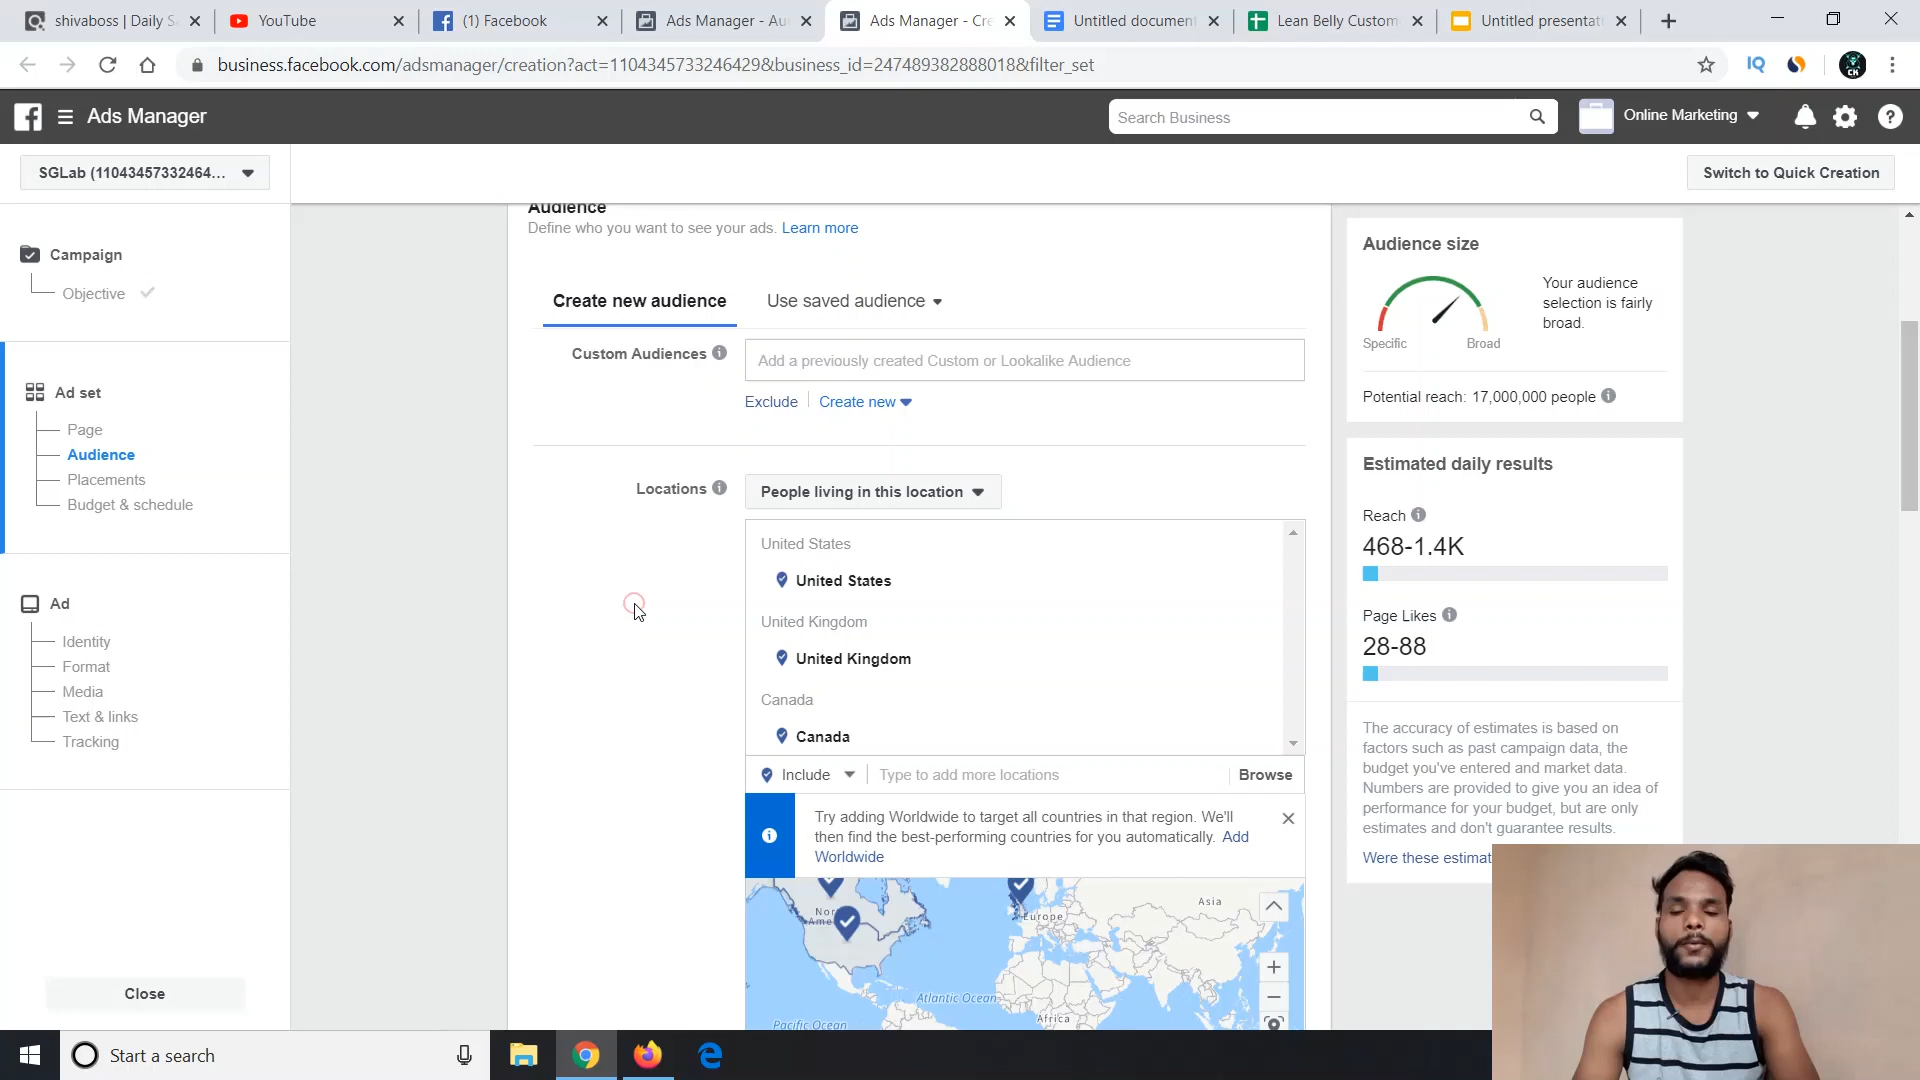 shivaboss | Daily S
YouTube
(1) Facebook
Ads Manager - Au
Ads Manager - Cre
Untitled document
Lean Belly Custom
Untitled presentat
business.facebook.com/adsmanager/creation?act=110434573324642​9&business_id=247489382888018&filter_set
IQ
CK
Ads Manager
Search Business
Online Marketing
SGLab (11043457332464...
Switch to Quick Creation
Campaign
Objective
Ad set
Page
Audience
Placements
Budget & schedule
Ad
Identity
Format
Media
Text & links
Tracking
Close
Audience
Define who you want to see your ads. Learn more
Create new audience
Use saved audience
Custom Audiences
Add a previously created Custom or Lookalike Audience
Exclude
Create new
Locations
People living in this location
United States
United States
United Kingdom
United Kingdom
Canada
Canada
Include
Type to add more locations
Browse
Try adding Worldwide to target all countries in that region. We'll
then find the best-performing countries for you automatically. Add
Worldwide
Nor
Ame
Europe
Asia
Atlantic Ocean
Africa
Pacific Ocean
Audience size
Your audience
selection is fairly
broad.
Specific
Broad
Potential reach: 17,000,000 people
Estimated daily results
Reach
468-1.4K
Page Likes
28-88
The accuracy of estimates is based on
factors such as past campaign data, the
budget you've entered and market data.
Numbers are provided to give you an idea of
performance for your budget, but are only
estimates and don't guarantee results.
Were these estimat
Start a search